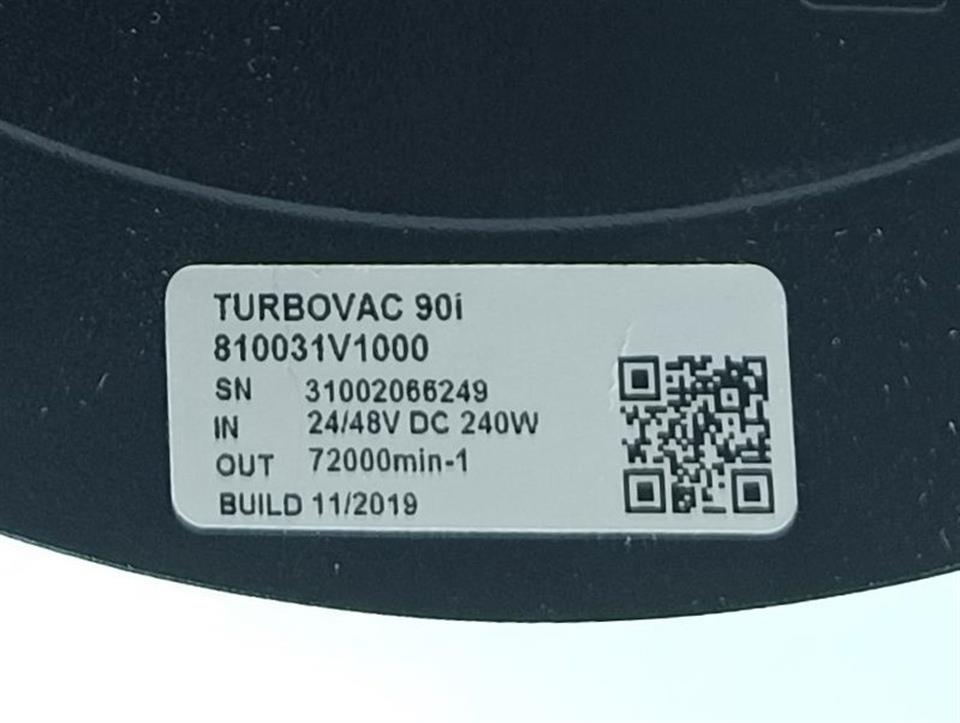 TURBOVAC 90i
810031V1000
SN 31002066249
IN 24/48V DC 240W
OUT 72000min-1
BUILD 11/2019